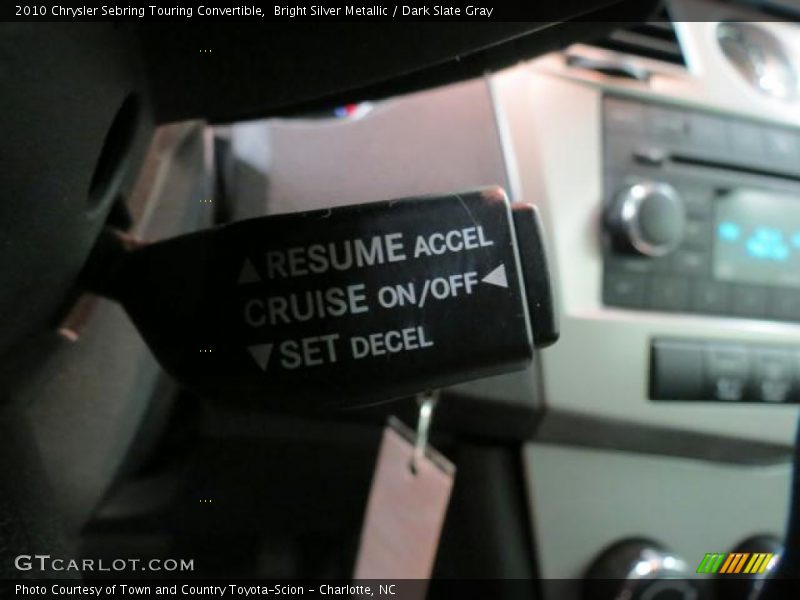 2010 Chrysler Sebring Touring Convertible,  Bright Silver Metallic / Dark Slate Gray
RESUME ACCEL
CRUISE ON/OFF
SET DECEL
GTCARLOT.COM
Photo Courtesy of Town and Country Toyota-Scion - Charlotte, NC